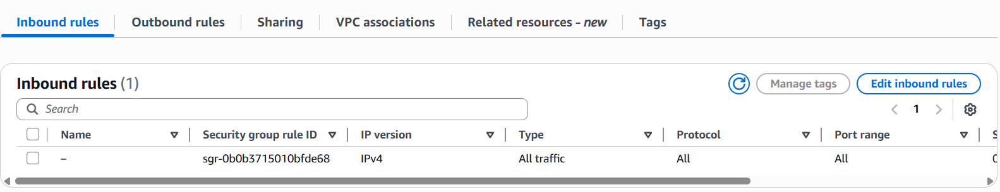 Inbound rules Outbound rules Sharing VPC associations Related resources - new Tags
Inbound rules (1) Manage tags Edit inbound rules
Search 1
Name Security group rule ID IP version Type Protocol Port range
– sgr-0b0b3715010bfde68 IPv4 All traffic All All